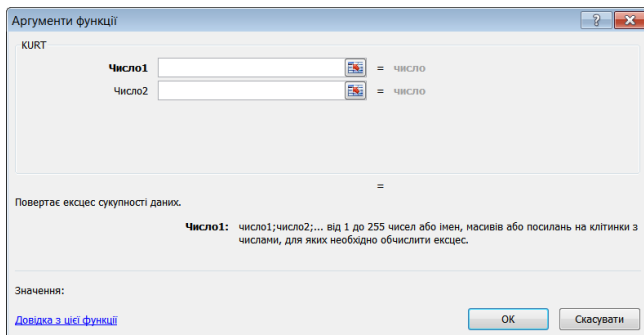 Аргументи функції
KURT
Число1 = число
Число2 = число
=
Повертає ексцес сукупності даних.
Число1: число1;число2;... від 1 до 255 чисел або імен, масивів або посилань на клітинки з
числами, для яких необхідно обчислити ексцес.
Значення:
Довідка з цієї функції
ОК
Скасувати